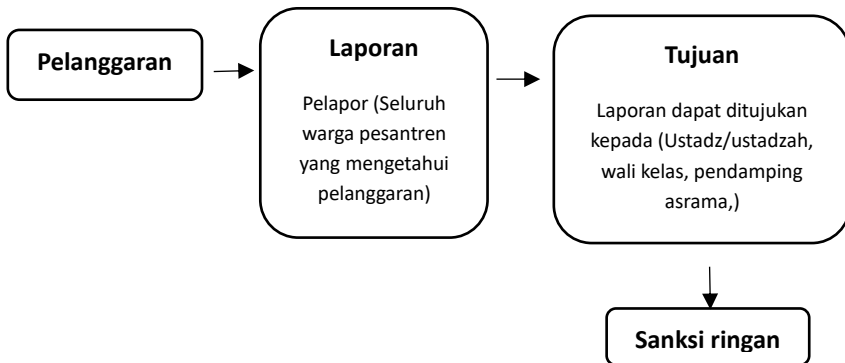 Pelanggaran
Laporan
Pelapor (Seluruh
warga pesantren
yang mengetahui
pelanggaran)
Tujuan
Laporan dapat ditujukan
kepada (Ustadz/ustadzah,
wali kelas, pendamping
asrama,)
Sanksi ringan